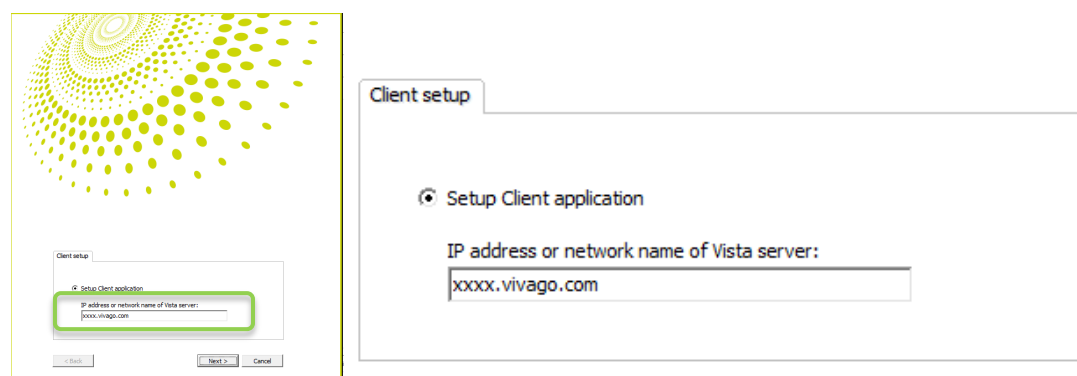 Client setup
Setup Client application
IP address or network name of Vista server:
xxxx.vivago.com
< Back
Next >
Cancel
Client setup
Setup Client application
IP address or network name of Vista server:
xxxx.vivago.com